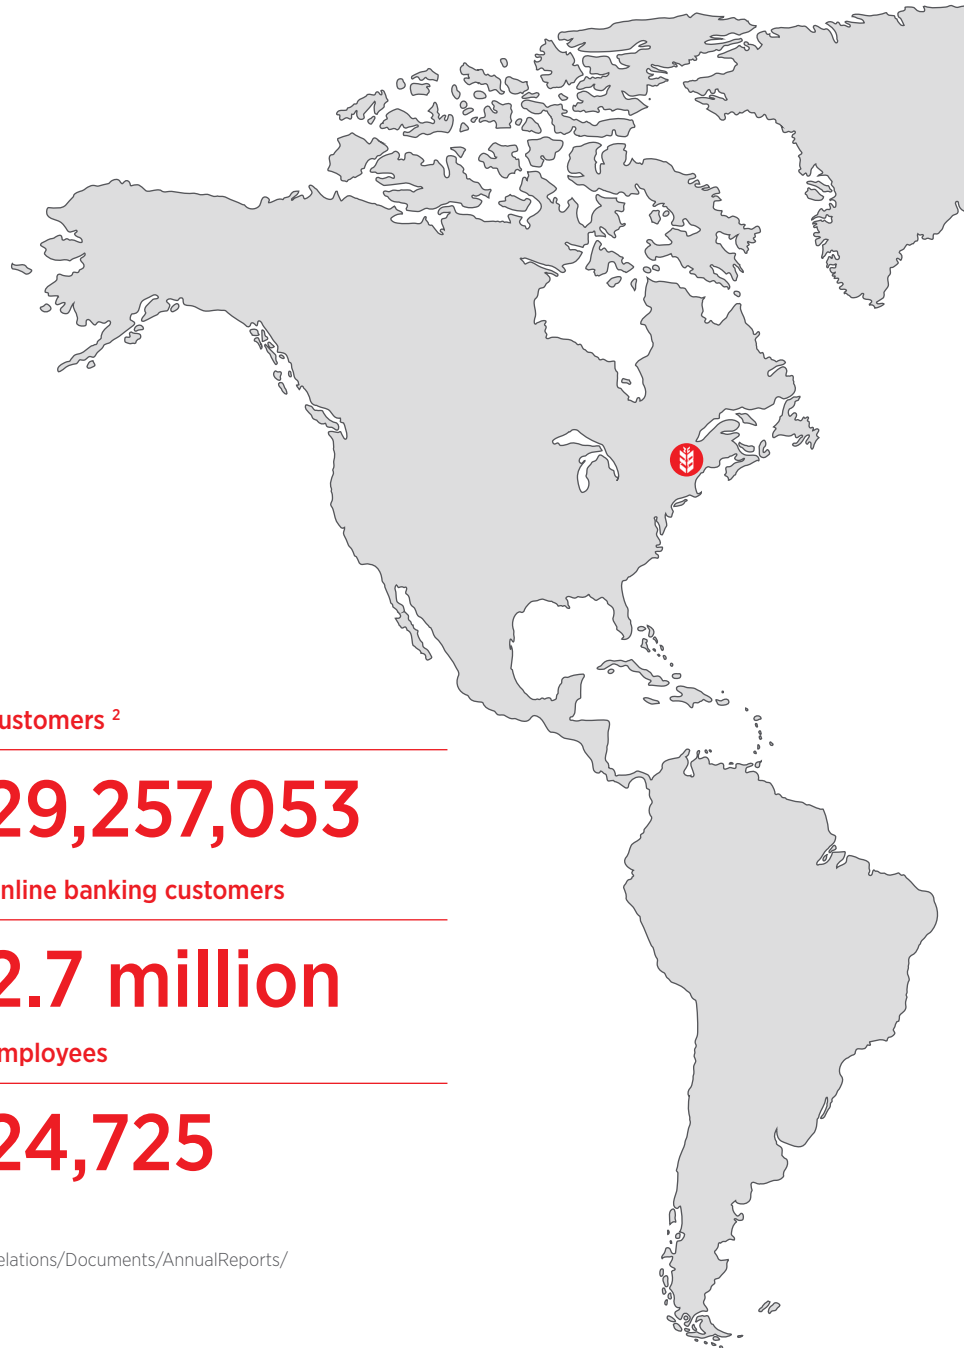 ustomers 2
29,257,053
nline banking customers
2.7 million
mployees
24,725
elations/Documents/AnnualReports/